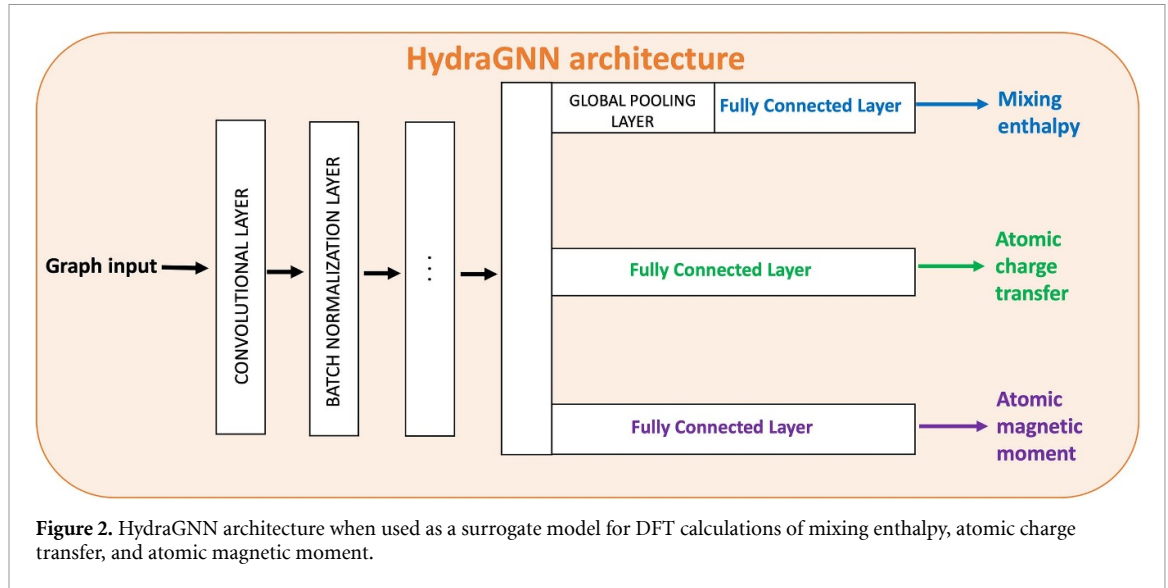 HydraGNN architecture
Graph input
CONVOLUTIONAL LAYER
BATCH NORMALIZATION LAYER
...
GLOBAL POOLING
LAYER
Fully Connected Layer
Mixing
enthalpy
Fully Connected Layer
Atomic
charge
transfer
Fully Connected Layer
Atomic
magnetic
moment
Figure 2. HydraGNN architecture when used as a surrogate model for DFT calculations of mixing enthalpy, atomic charge
transfer, and atomic magnetic moment.